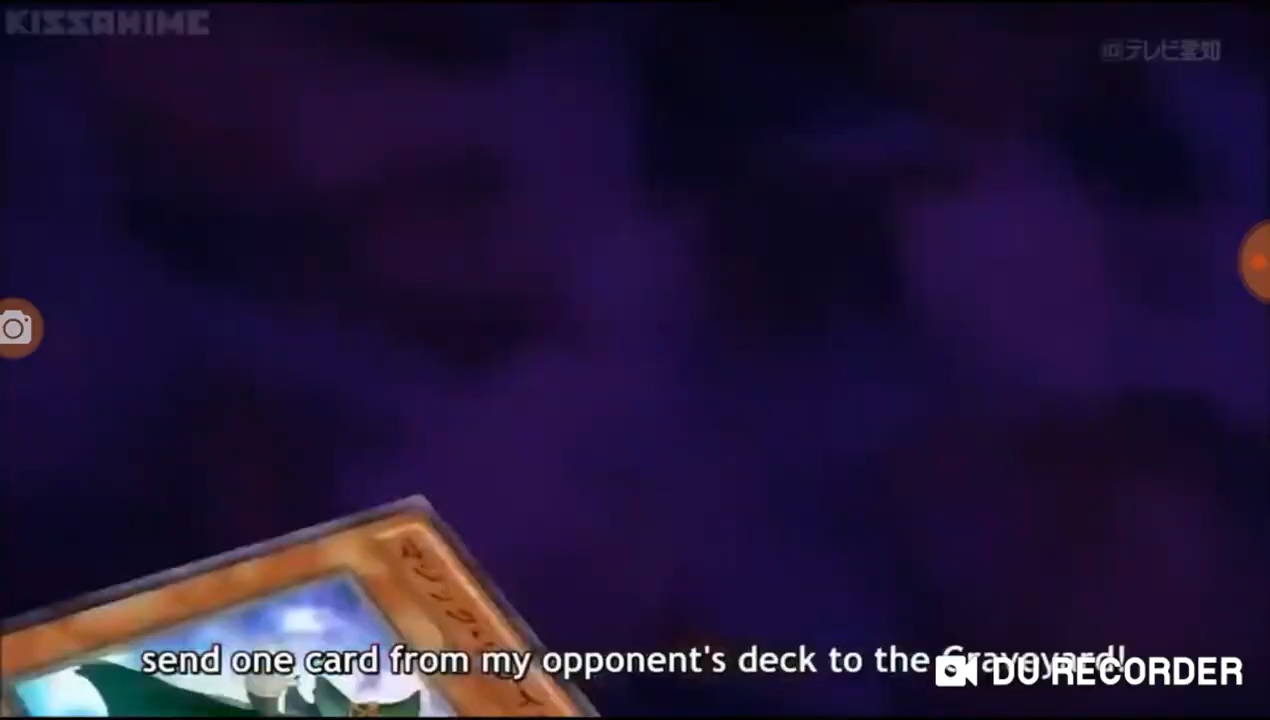 KISSANIME
テレビ愛知
send one card from my opponent's deck to the Graveyard!
DU RECORDER